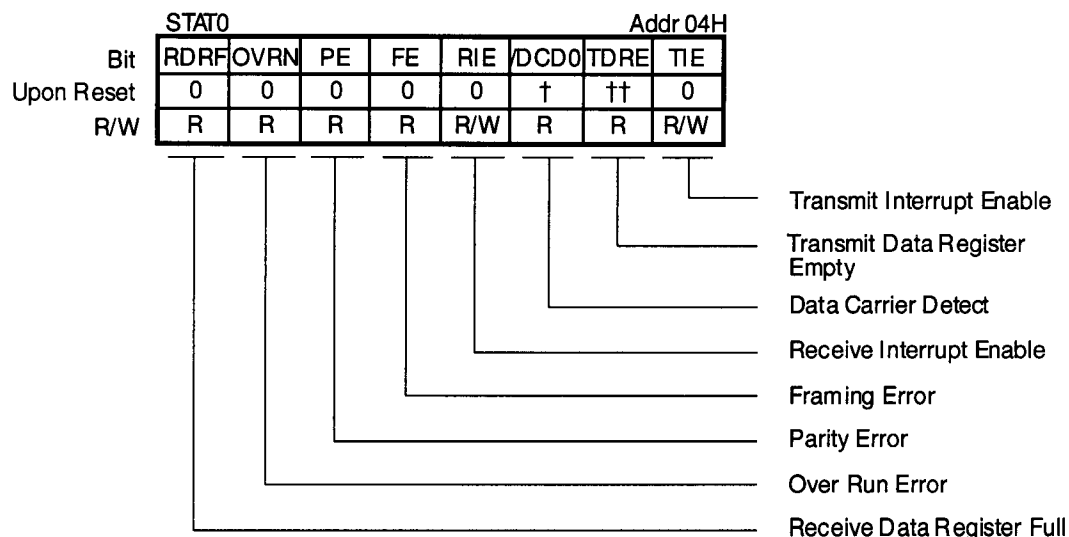 STAT0 Addr 04H
Bit RDRF OVRN PE FE RIE /DCD0 TDRE TIE
Upon Reset 0 0 0 0 0 † †† 0
R/W R R R R R/W R R R/W
Transmit Interrupt Enable
Transmit Data Register
Empty
Data Carrier Detect
Receive Interrupt Enable
Framing Error
Parity Error
Over Run Error
Receive Data Register Full